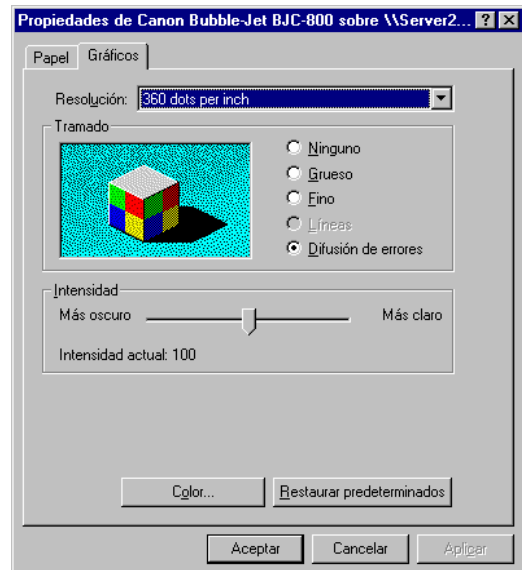 Propiedades de Canon Bubble-Jet BJC-800 sobre \\Server2...
Papel Gráficos
Resolución: 360 dots per inch
Tramado
Ninguno
Grueso
Fino
Líneas
Difusión de errores
Intensidad
Más oscuro Más claro
Intensidad actual: 100
Color... Restaurar predeterminados
Aceptar Cancelar Aplicar